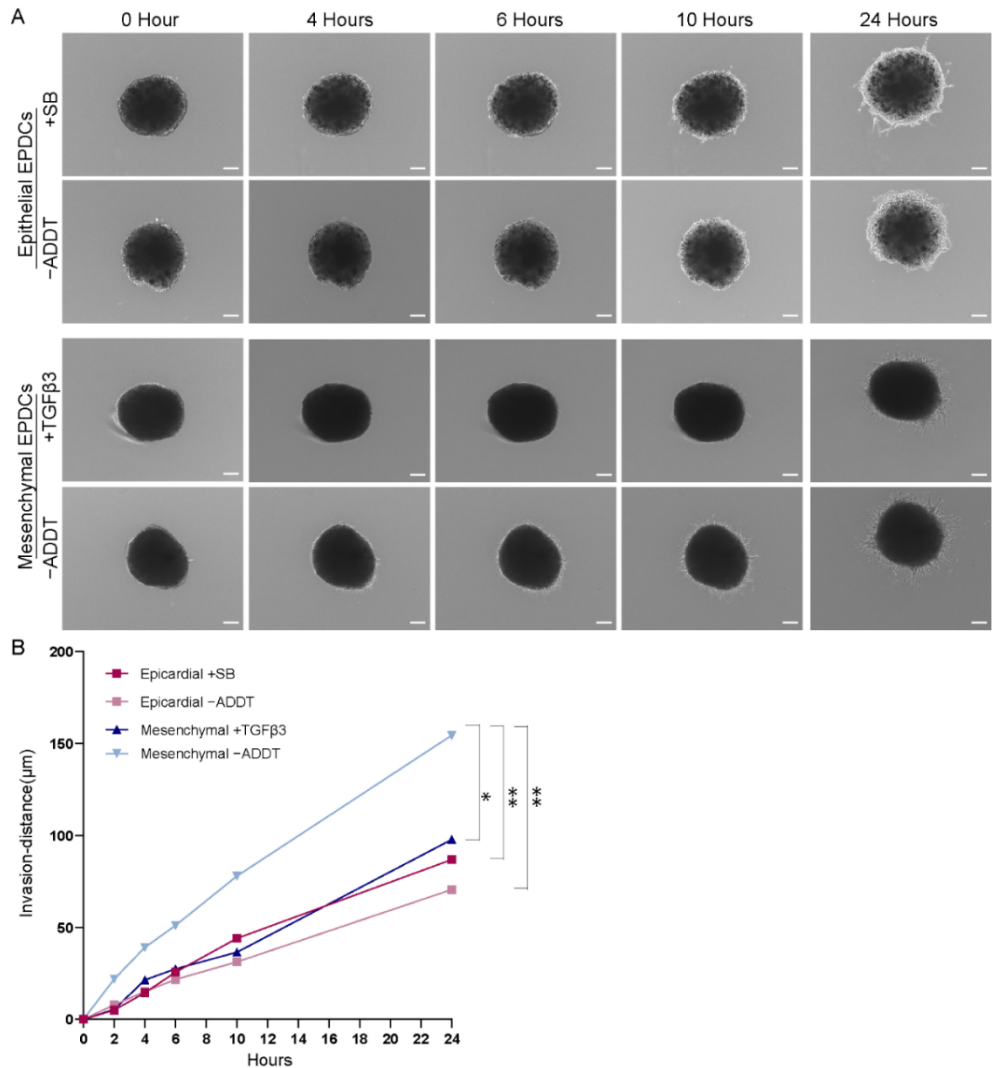 A
0 Hour
4 Hours
6 Hours
10 Hours
24 Hours
Epithelial EPDCs
+SB
−ADDT
Mesenchymal EPDCs
+TGFβ3
−ADDT
B
Invasion-distance(µm)
200
150
100
50
0
Epicardial +SB
Epicardial −ADDT
Mesenchymal +TGFβ3
Mesenchymal −ADDT
*
**
**
0 2 4 6 8 10 12 14 16 18 20 22 24
Hours